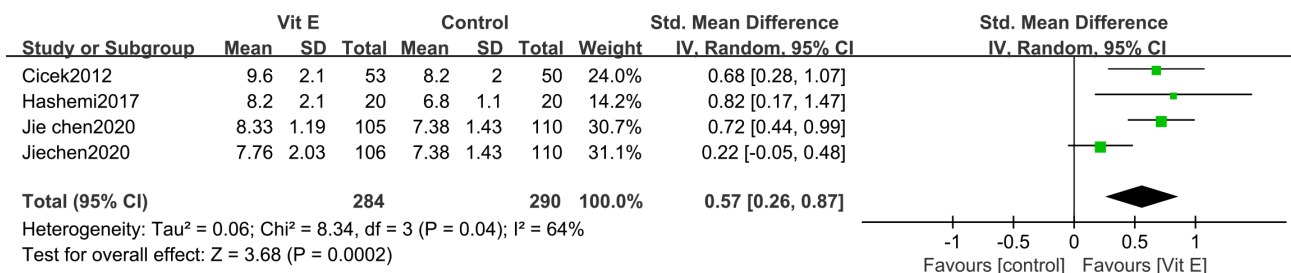 Vit E Control Std. Mean Difference Std. Mean Difference
Study or Subgroup Mean SD Total Mean SD Total Weight IV, Random, 95% CI IV, Random, 95% CI
Cicek2012 9.6 2.1 53 8.2 2 50 24.0% 0.68 [0.28, 1.07]
Hashemi2017 8.2 2.1 20 6.8 1.1 20 14.2% 0.82 [0.17, 1.47]
Jie chen2020 8.33 1.19 105 7.38 1.43 110 30.7% 0.72 [0.44, 0.99]
Jiechen2020 7.76 2.03 106 7.38 1.43 110 31.1% 0.22 [-0.05, 0.48]
Total (95% CI) 284 290 100.0% 0.57 [0.26, 0.87]
Heterogeneity: Tau² = 0.06; Chi² = 8.34, df = 3 (P = 0.04); I² = 64%
Test for overall effect: Z = 3.68 (P = 0.0002)
-1 -0.5 0 0.5 1
Favours [control] Favours [Vit E]